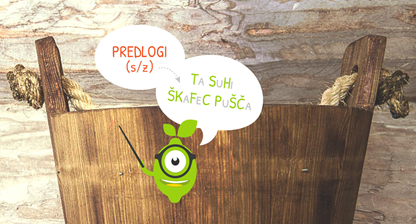 PREDLOGI
(s/z)
TA SUHI
ŠKAFEC PUŠČA